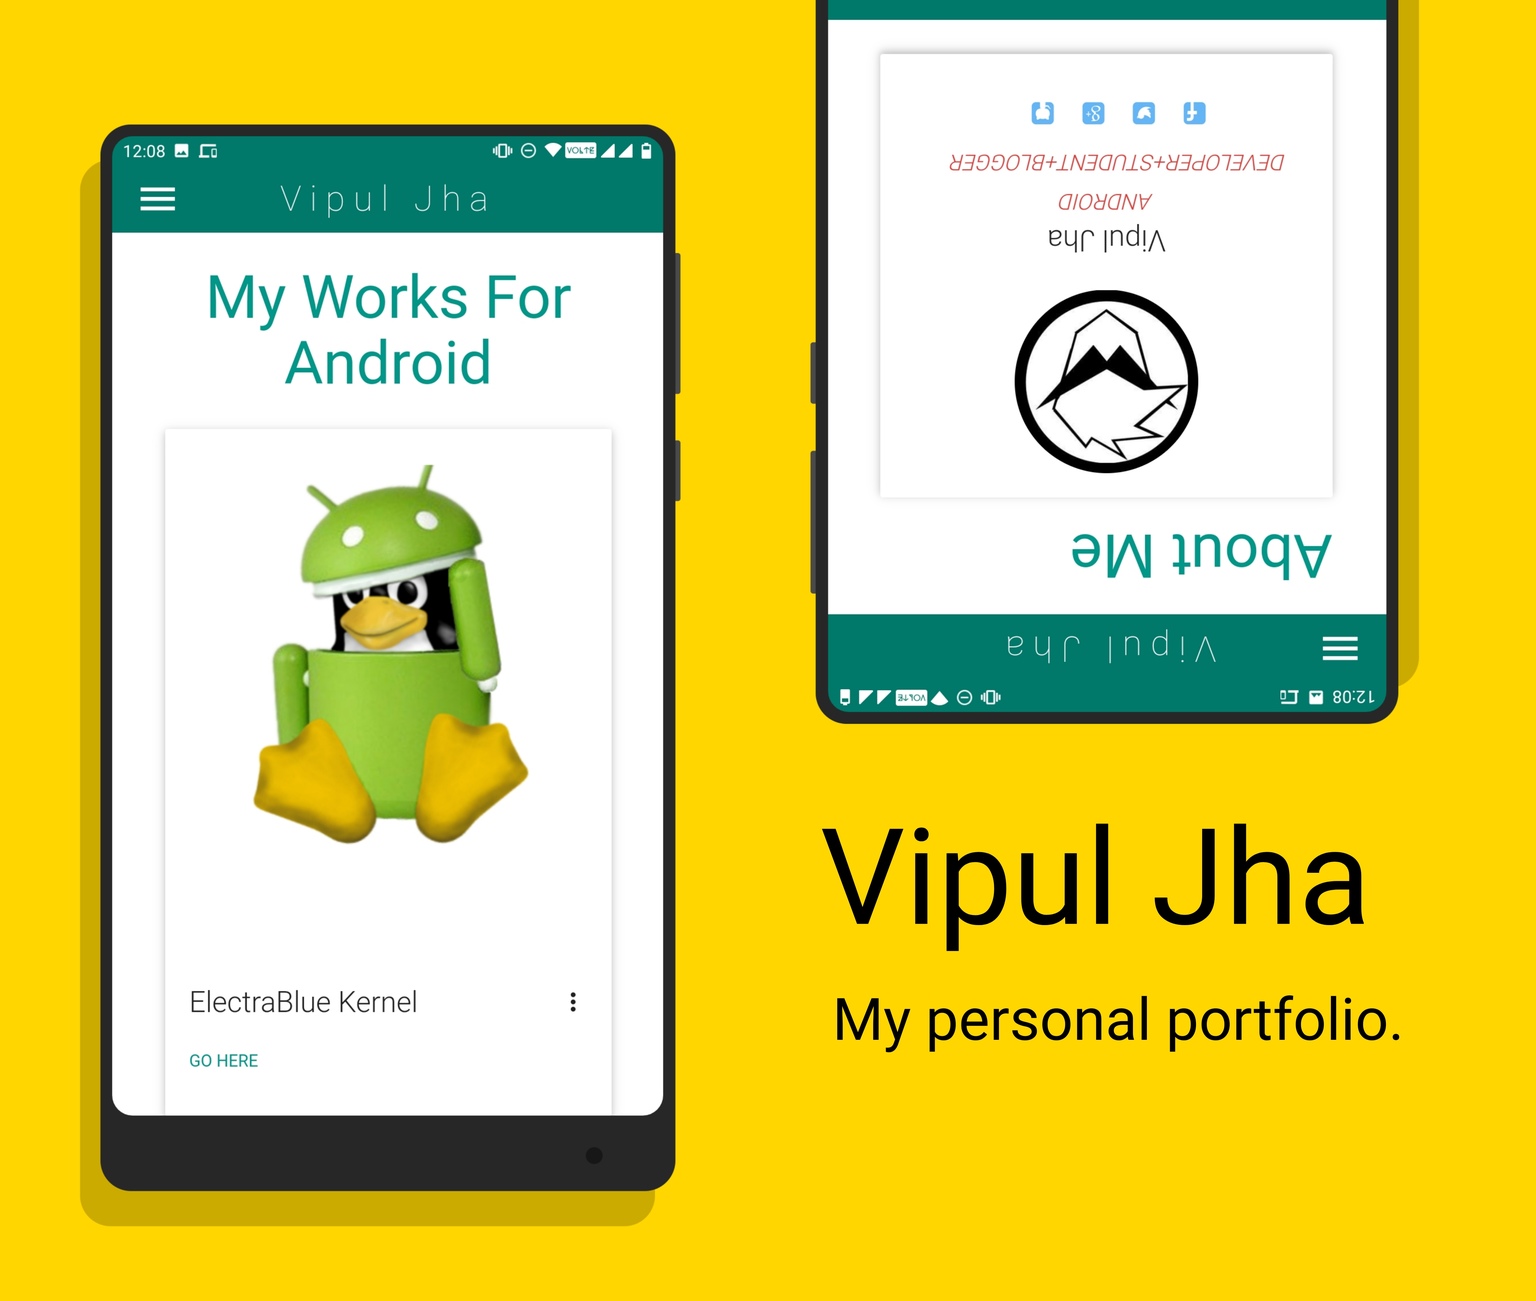 12:08
VOLTE
Vipul Jha
My Works For
Android
ElectraBlue Kernel
GO HERE
12:08
VOLTE
Vipul Jha
About Me
Vipul Jha
ANDROID
DEVELOPER+STUDENT+BLOGGER
Vipul Jha
My personal portfolio.